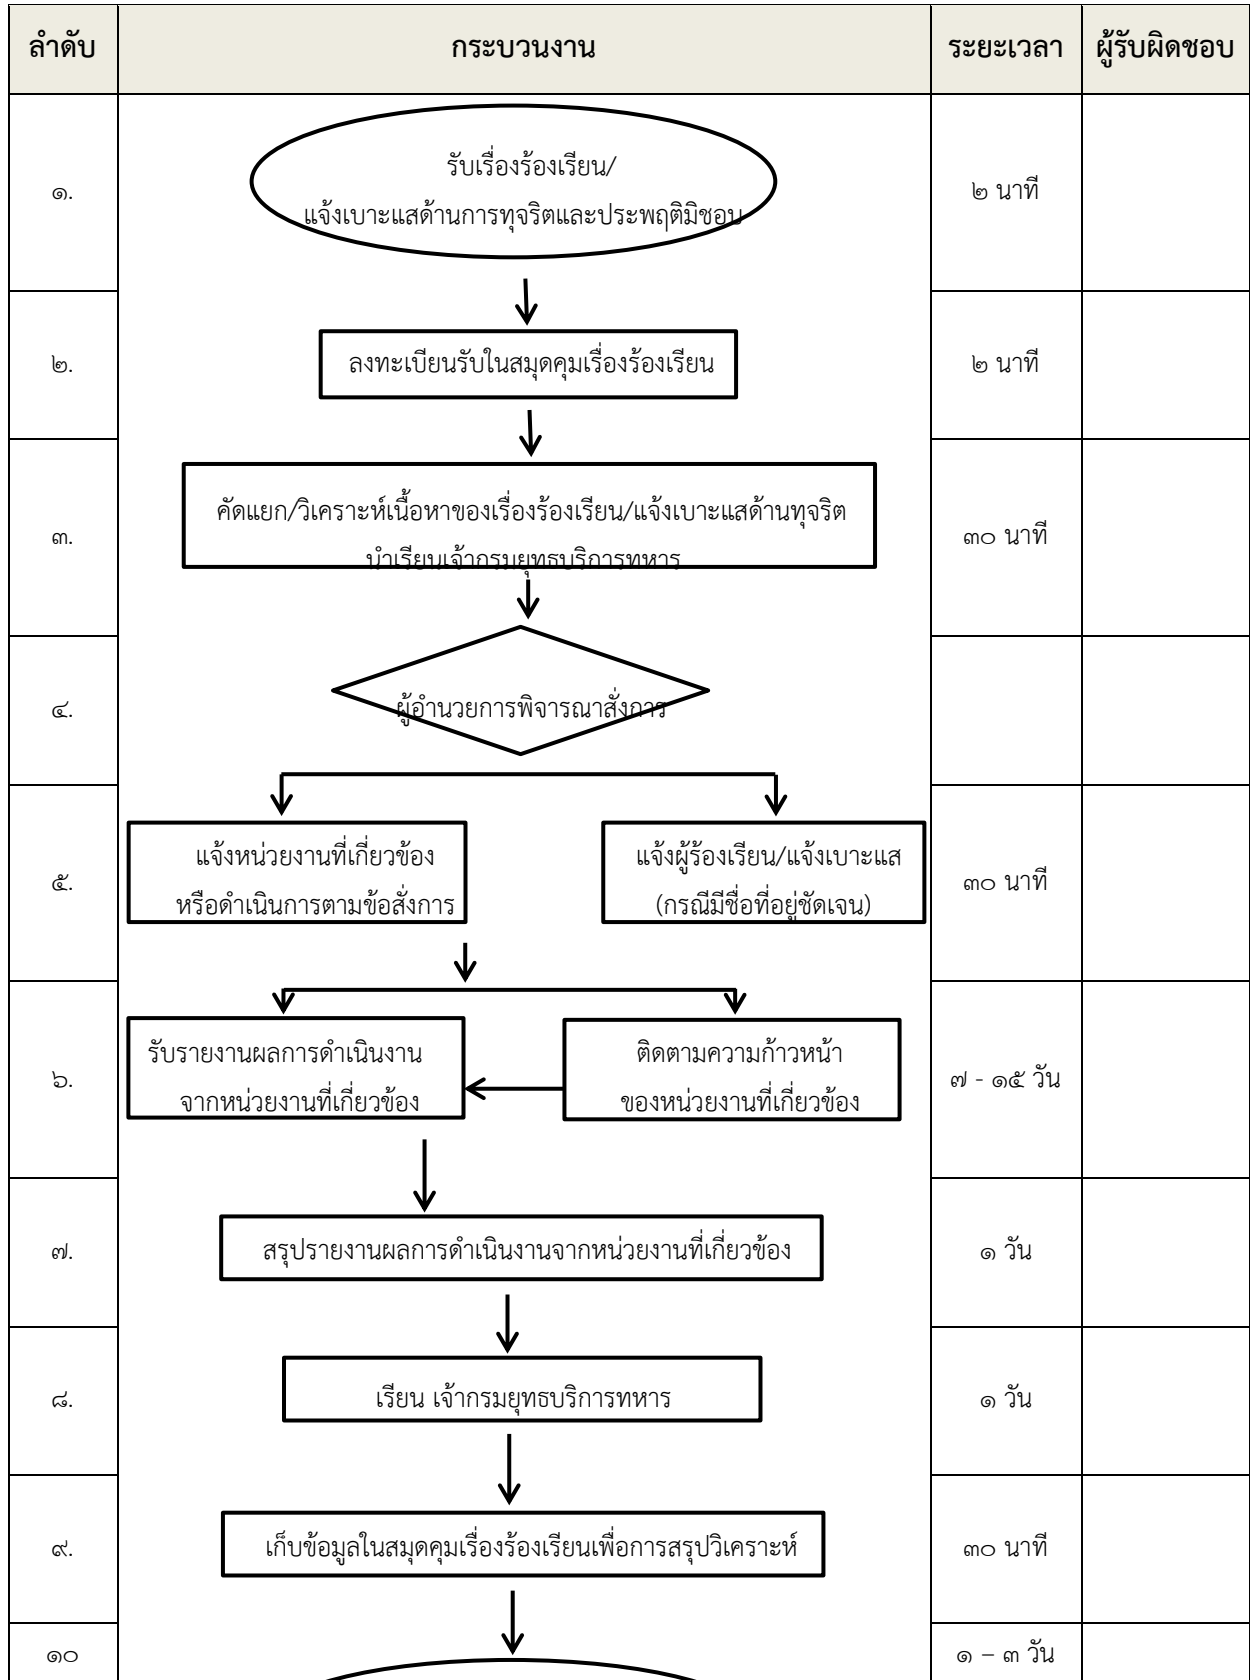 ลำดับ กระบวนงาน ระยะเวลา ผู้รับผิดชอบ
๑. รับเรื่องร้องเรียน/
แจ้งเบาะแสด้านการทุจริตและประพฤติมิชอบ ๒ นาที
๒. ลงทะเบียนรับในสมุดคุมเรื่องร้องเรียน ๒ นาที
๓. คัดแยก/วิเคราะห์เนื้อหาของเรื่องร้องเรียน/แจ้งเบาะแสด้านทุจริต
นำเรียนเจ้ากรมยุทธบริการทหาร ๓๐ นาที
๔. ผู้อำนวยการพิจารณาสั่งการ
๕. แจ้งหน่วยงานที่เกี่ยวข้อง
หรือดำเนินการตามข้อสั่งการ
แจ้งผู้ร้องเรียน/แจ้งเบาะแส
(กรณีมีชื่อที่อยู่ชัดเจน) ๓๐ นาที
๖. รับรายงานผลการดำเนินงาน
จากหน่วยงานที่เกี่ยวข้อง
ติดตามความก้าวหน้า
ของหน่วยงานที่เกี่ยวข้อง ๗ - ๑๕ วัน
๗. สรุปรายงานผลการดำเนินงานจากหน่วยงานที่เกี่ยวข้อง ๑ วัน
๘. เรียน เจ้ากรมยุทธบริการทหาร ๑ วัน
๙. เก็บข้อมูลในสมุดคุมเรื่องร้องเรียนเพื่อการสรุปวิเคราะห์ ๓๐ นาที
๑๐ ๑ – ๓ วัน